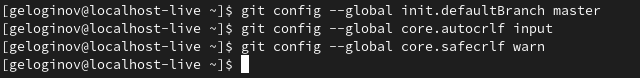 [geloginov@localhost-live ~]$ git config --global init.defaultBranch master
[geloginov@localhost-live ~]$ git config --global core.autocrlf input
[geloginov@localhost-live ~]$ git config --global core.safecrlf warn
[geloginov@localhost-live ~]$